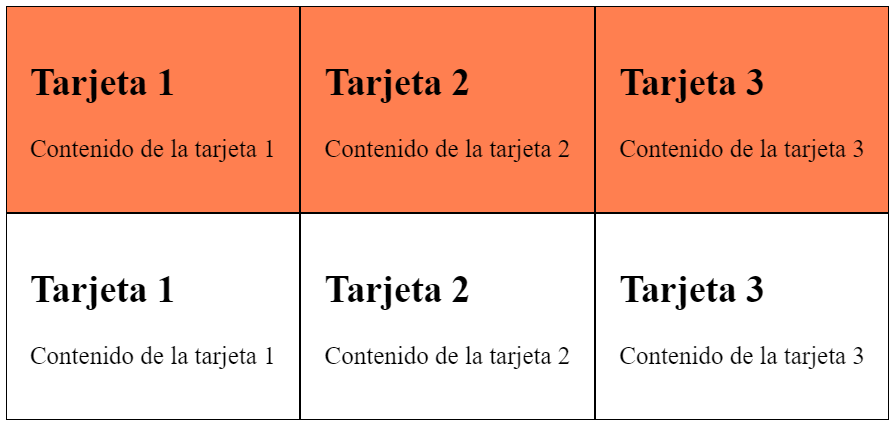 Tarjeta 1
Contenido de la tarjeta 1
Tarjeta 2
Contenido de la tarjeta 2
Tarjeta 3
Contenido de la tarjeta 3
Tarjeta 1
Contenido de la tarjeta 1
Tarjeta 2
Contenido de la tarjeta 2
Tarjeta 3
Contenido de la tarjeta 3